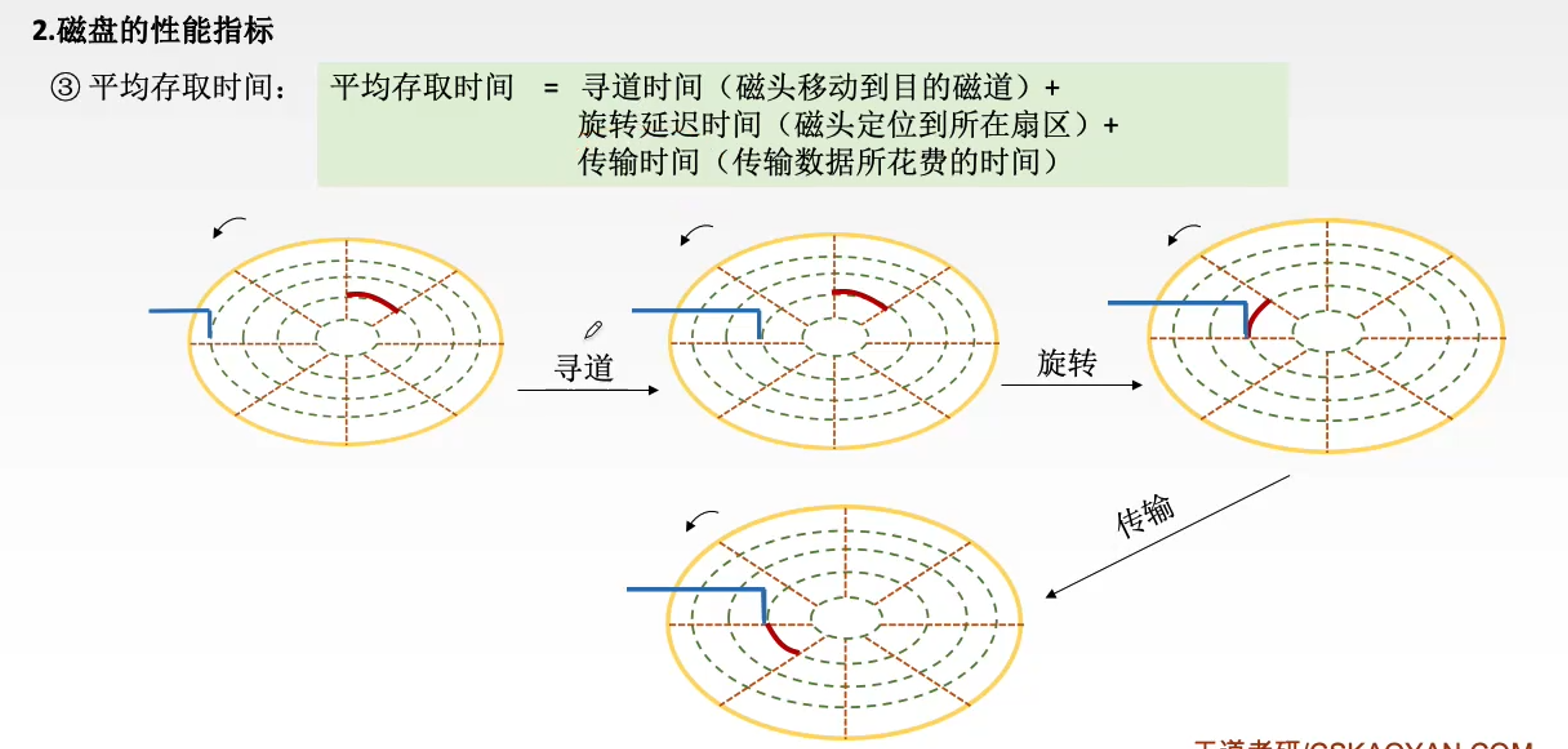 2.磁盘的性能指标
③ 平均存取时间： 平均存取时间 = 寻道时间（磁头移动到目的磁道）+
旋转延迟时间（磁头定位到所在扇区）+
传输时间（传输数据所花费的时间）
寻道
旋转
传输
王道考研/CSKAOYAN.COM